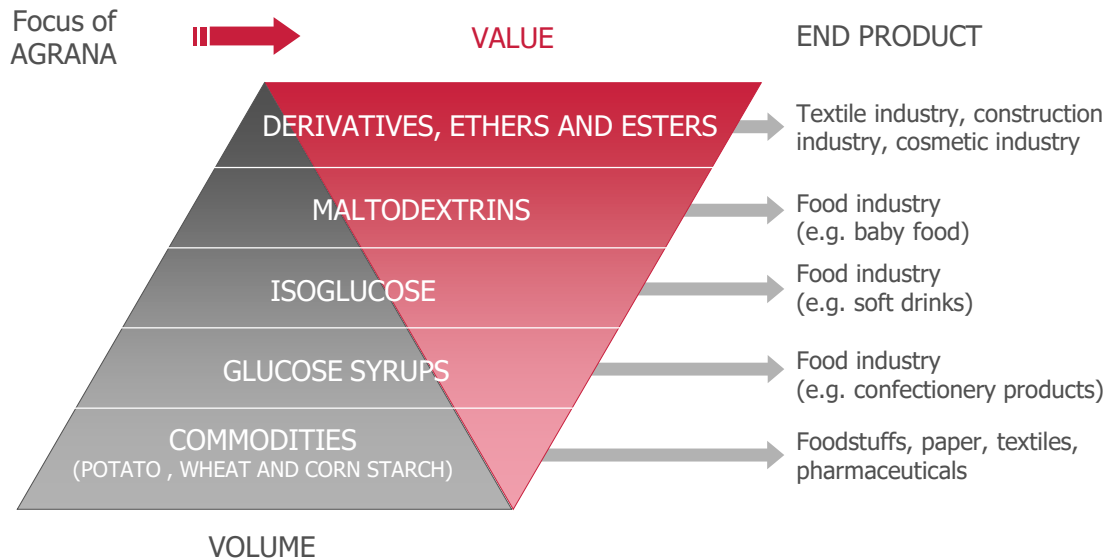 Focus of
AGRANA
VALUE
END PRODUCT
DERIVATIVES, ETHERS AND ESTERS
Textile industry, construction
industry, cosmetic industry
MALTODEXTRINS
Food industry
(e.g. baby food)
ISOGLUCOSE
Food industry
(e.g. soft drinks)
GLUCOSE SYRUPS
Food industry
(e.g. confectionery products)
COMMODITIES
(POTATO , WHEAT AND CORN STARCH)
Foodstuffs, paper, textiles,
pharmaceuticals
VOLUME